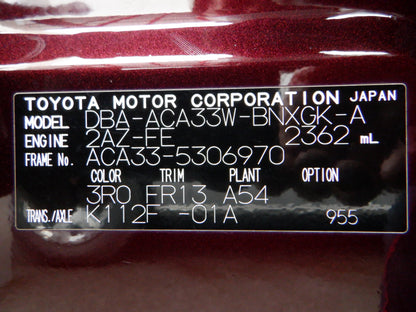 TOYOTA MOTOR CORPORATION JAPAN
MODEL DBA-ACA33W-BNXGK-A
ENGINE 2AZ-FE 2362 mL
FRAME No. ACA33-5306970
COLOR TRIM PLANT OPTION
3R0 FR13 A54
TRANS./AXLE K112F -01A 955